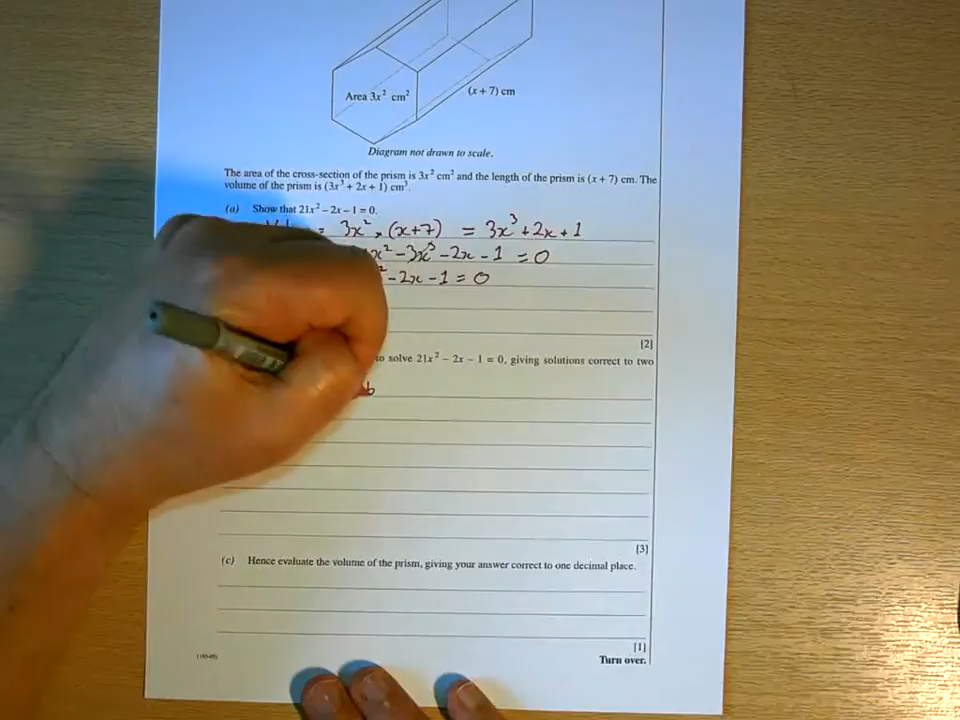 Area 3x² cm²
(x + 7) cm
Diagram not drawn to scale.
The area of the cross-section of the prism is 3x² cm² and the length of the prism is (x + 7) cm. The
volume of the prism is (3x³ + 2x + 1) cm³.
(a) Show that 21x² – 2x – 1 = 0.
= 3x² × (x+7) = 3x³ +2x + 1
x² - 3x³ - 2x - 1 = 0
- 2x - 1 = 0
[2]
to solve 21x² – 2x – 1 = 0, giving solutions correct to two
b
[3]
(c) Hence evaluate the volume of the prism, giving your answer correct to one decimal place.
[1]
Turn over.